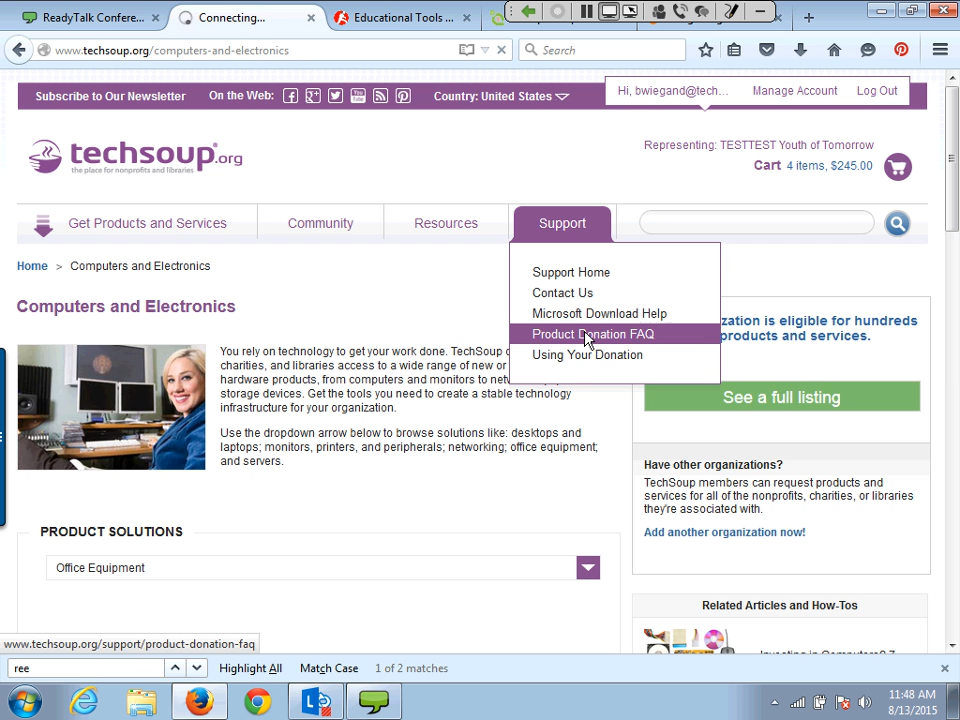 ReadyTalk Confere...
Connecting...
Educational Tools ...
www.techsoup.org/computers-and-electronics
Search
Subscribe to Our Newsletter
On the Web:
You Tube
Country: United States
Hi, bwiegand@tech...
Manage Account
Log Out
techsoup.org
the place for nonprofits and libraries
Representing: TESTTEST Youth of Tomorrow
Cart 4 items, $245.00
Get Products and Services
Community
Resources
Support
Support Home
Contact Us
Microsoft Download Help
Product Donation FAQ
Using Your Donation
Home > Computers and Electronics
Computers and Electronics
You rely on technology to get your work done. TechSoup
charities, and libraries access to a wide range of new or
hardware products, from computers and monitors to
storage devices. Get the tools you need to create a stable technology
infrastructure for your organization.
Use the dropdown arrow below to browse solutions like: desktops and
laptops; monitors, printers, and peripherals; networking; office equipment;
and servers.
PRODUCT SOLUTIONS
Office Equipment
zation is eligible for hundreds
products and services.
See a full listing
Have other organizations?
TechSoup members can request products and
services for all of the nonprofits, charities, or libraries
they're associated with.
Add another organization now!
Related Articles and How-Tos
www.techsoup.org/support/product-donation-faq
ree
Highlight All
Match Case
1 of 2 matches
11:48 AM
8/13/2015